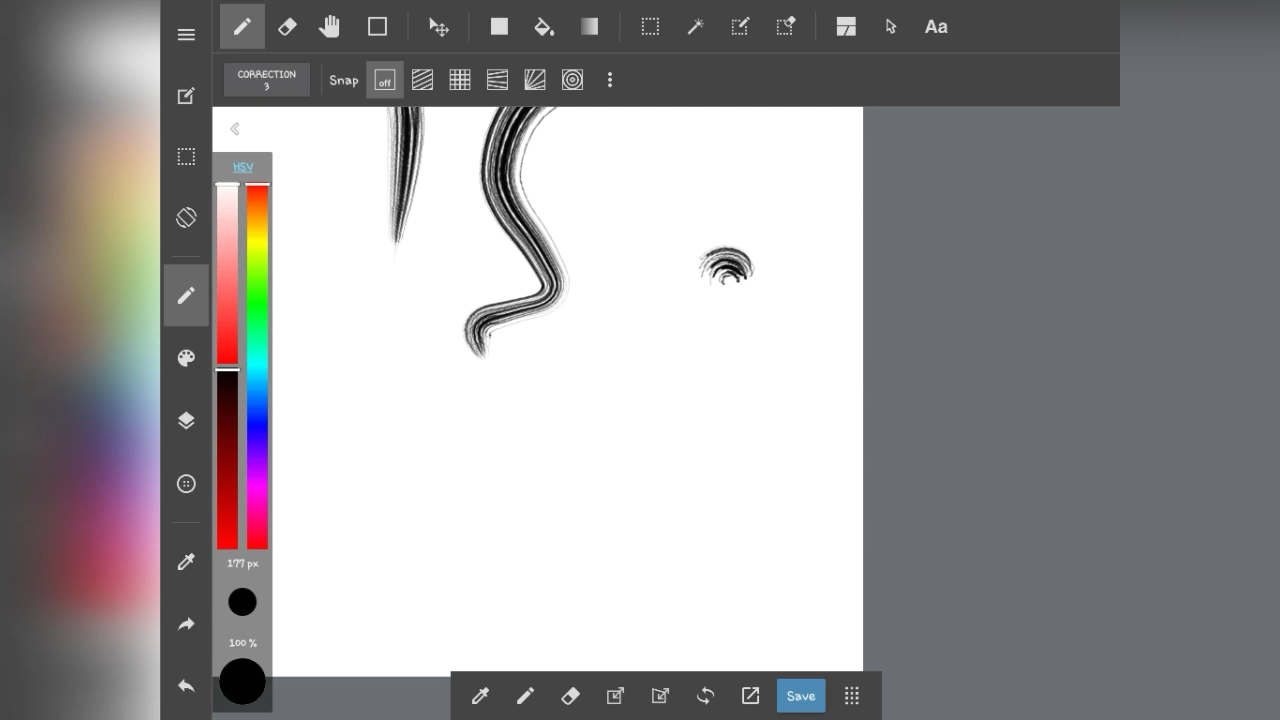 Aa
CORRECTION
3
Snap
off
HSV
177 px
100 %
Save